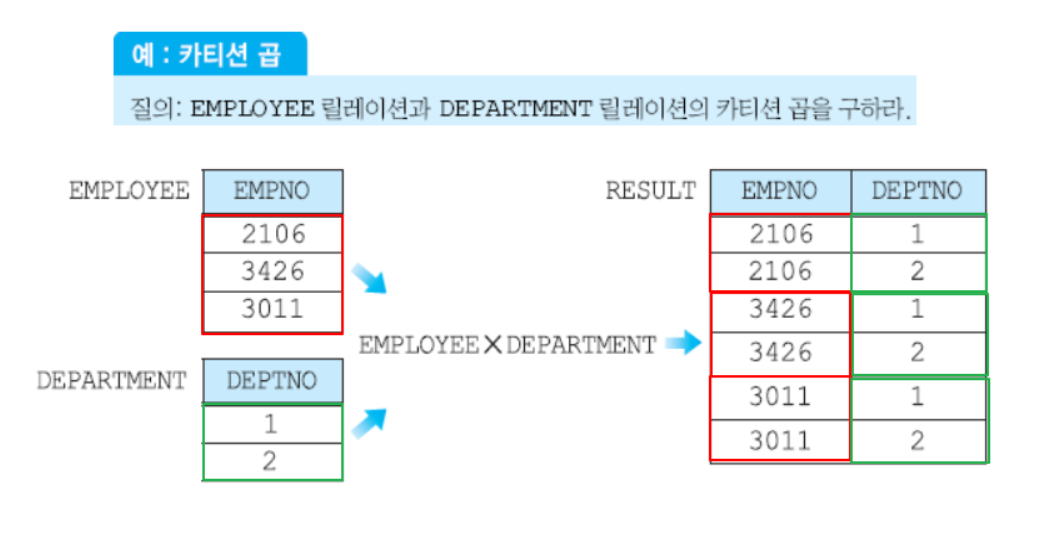 예 : 카티션 곱
질의: EMPLOYEE 릴레이션과 DEPARTMENT 릴레이션의 카티션 곱을 구하라.
EMPLOYEE
EMPNO
2106
3426
3011
DEPARTMENT
DEPTNO
1
2
EMPLOYEE×DEPARTMENT
RESULT
EMPNO DEPTNO
2106 1
2106 2
3426 1
3426 2
3011 1
3011 2